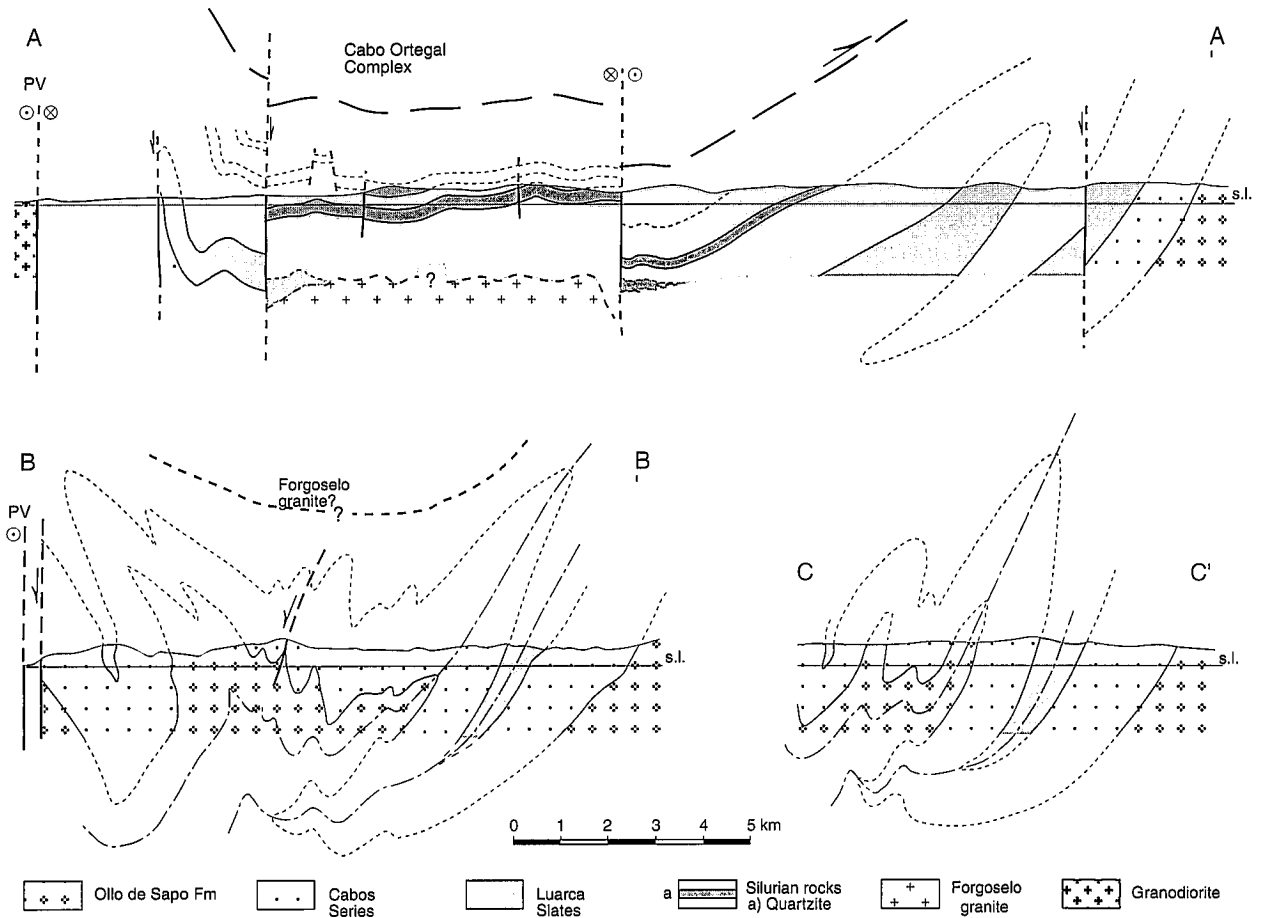 A
Cabo Ortegal
Complex
A'
PV
s.l.
?
B
Forgoselo
granite?
?
B'
PV
C
C'
s.l.
s.l.
0 1 2 3 4 5 km
Ollo de Sapo Fm
Cabos
Series
Luarca
Slates
a
Silurian rocks
a) Quartzite
Forgoselo
granite
Granodiorite